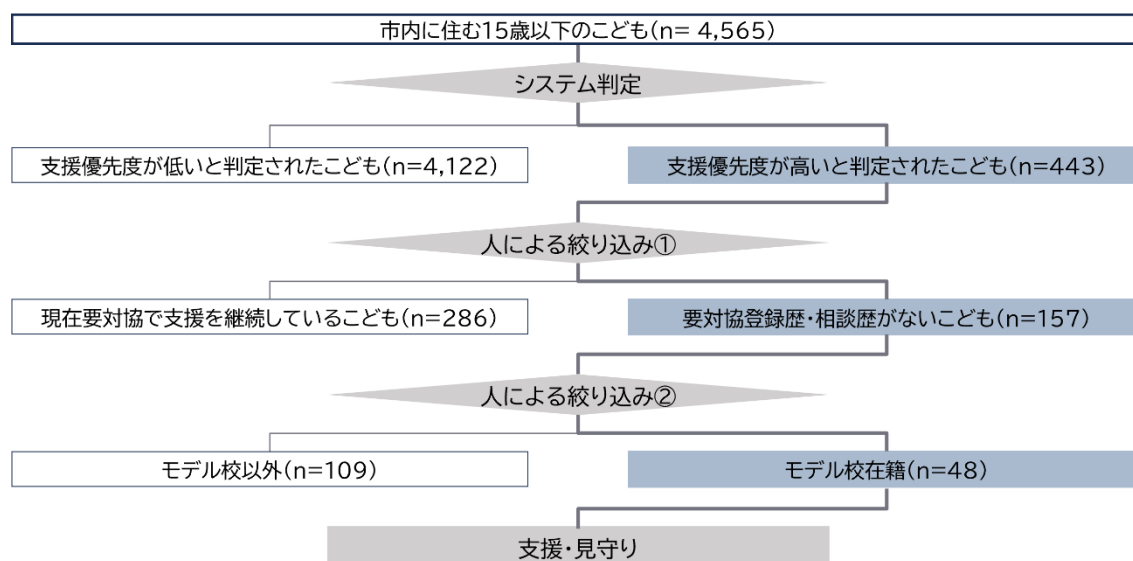 市内に住む15歳以下のこども(n= 4,565)
システム判定
支援優先度が低いと判定されたこども(n=4,122)
支援優先度が高いと判定されたこども(n=443)
人による絞り込み①
現在要対協で支援を継続しているこども(n=286)
要対協登録歴・相談歴がないこども(n=157)
人による絞り込み②
モデル校以外(n=109)
モデル校在籍(n=48)
支援・見守り